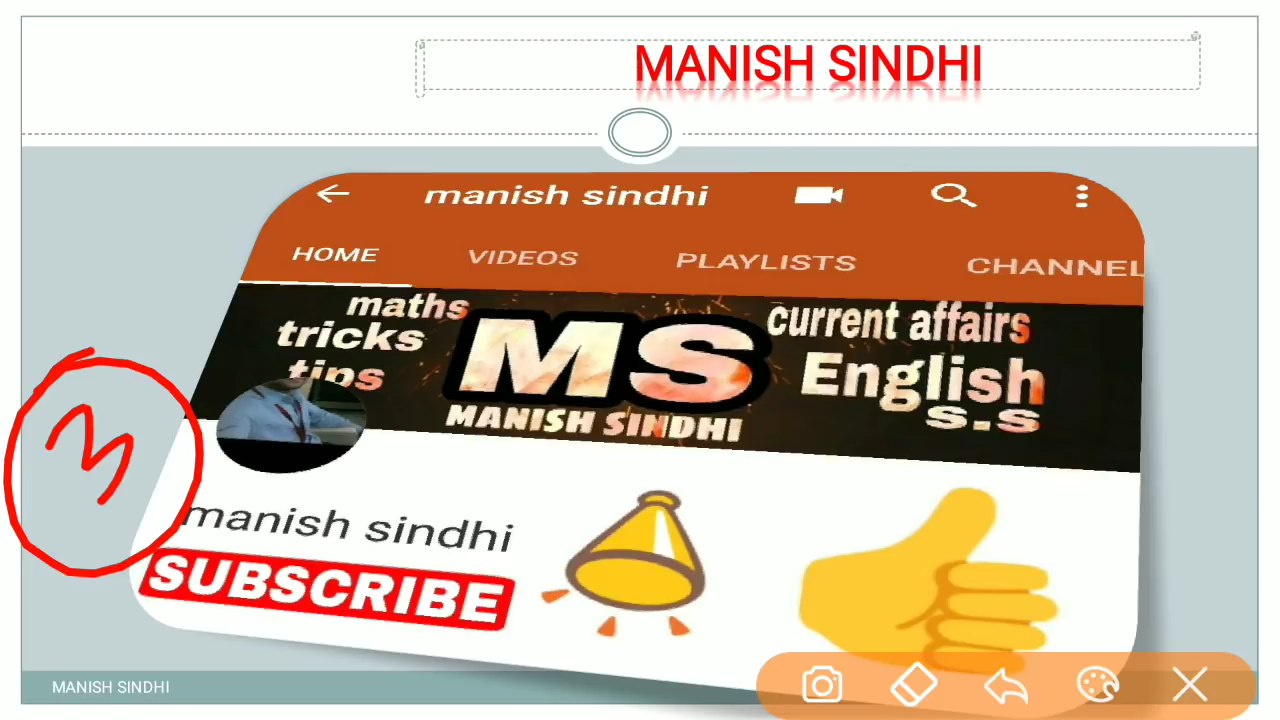 MANISH SINDHI
manish sindhi
HOME VIDEOS PLAYLISTS CHANNEL
maths
tricks
tips
MS
MANISH SINDHI
current affairs
English
s.s
3
manish sindhi
SUBSCRIBE
MANISH SINDHI